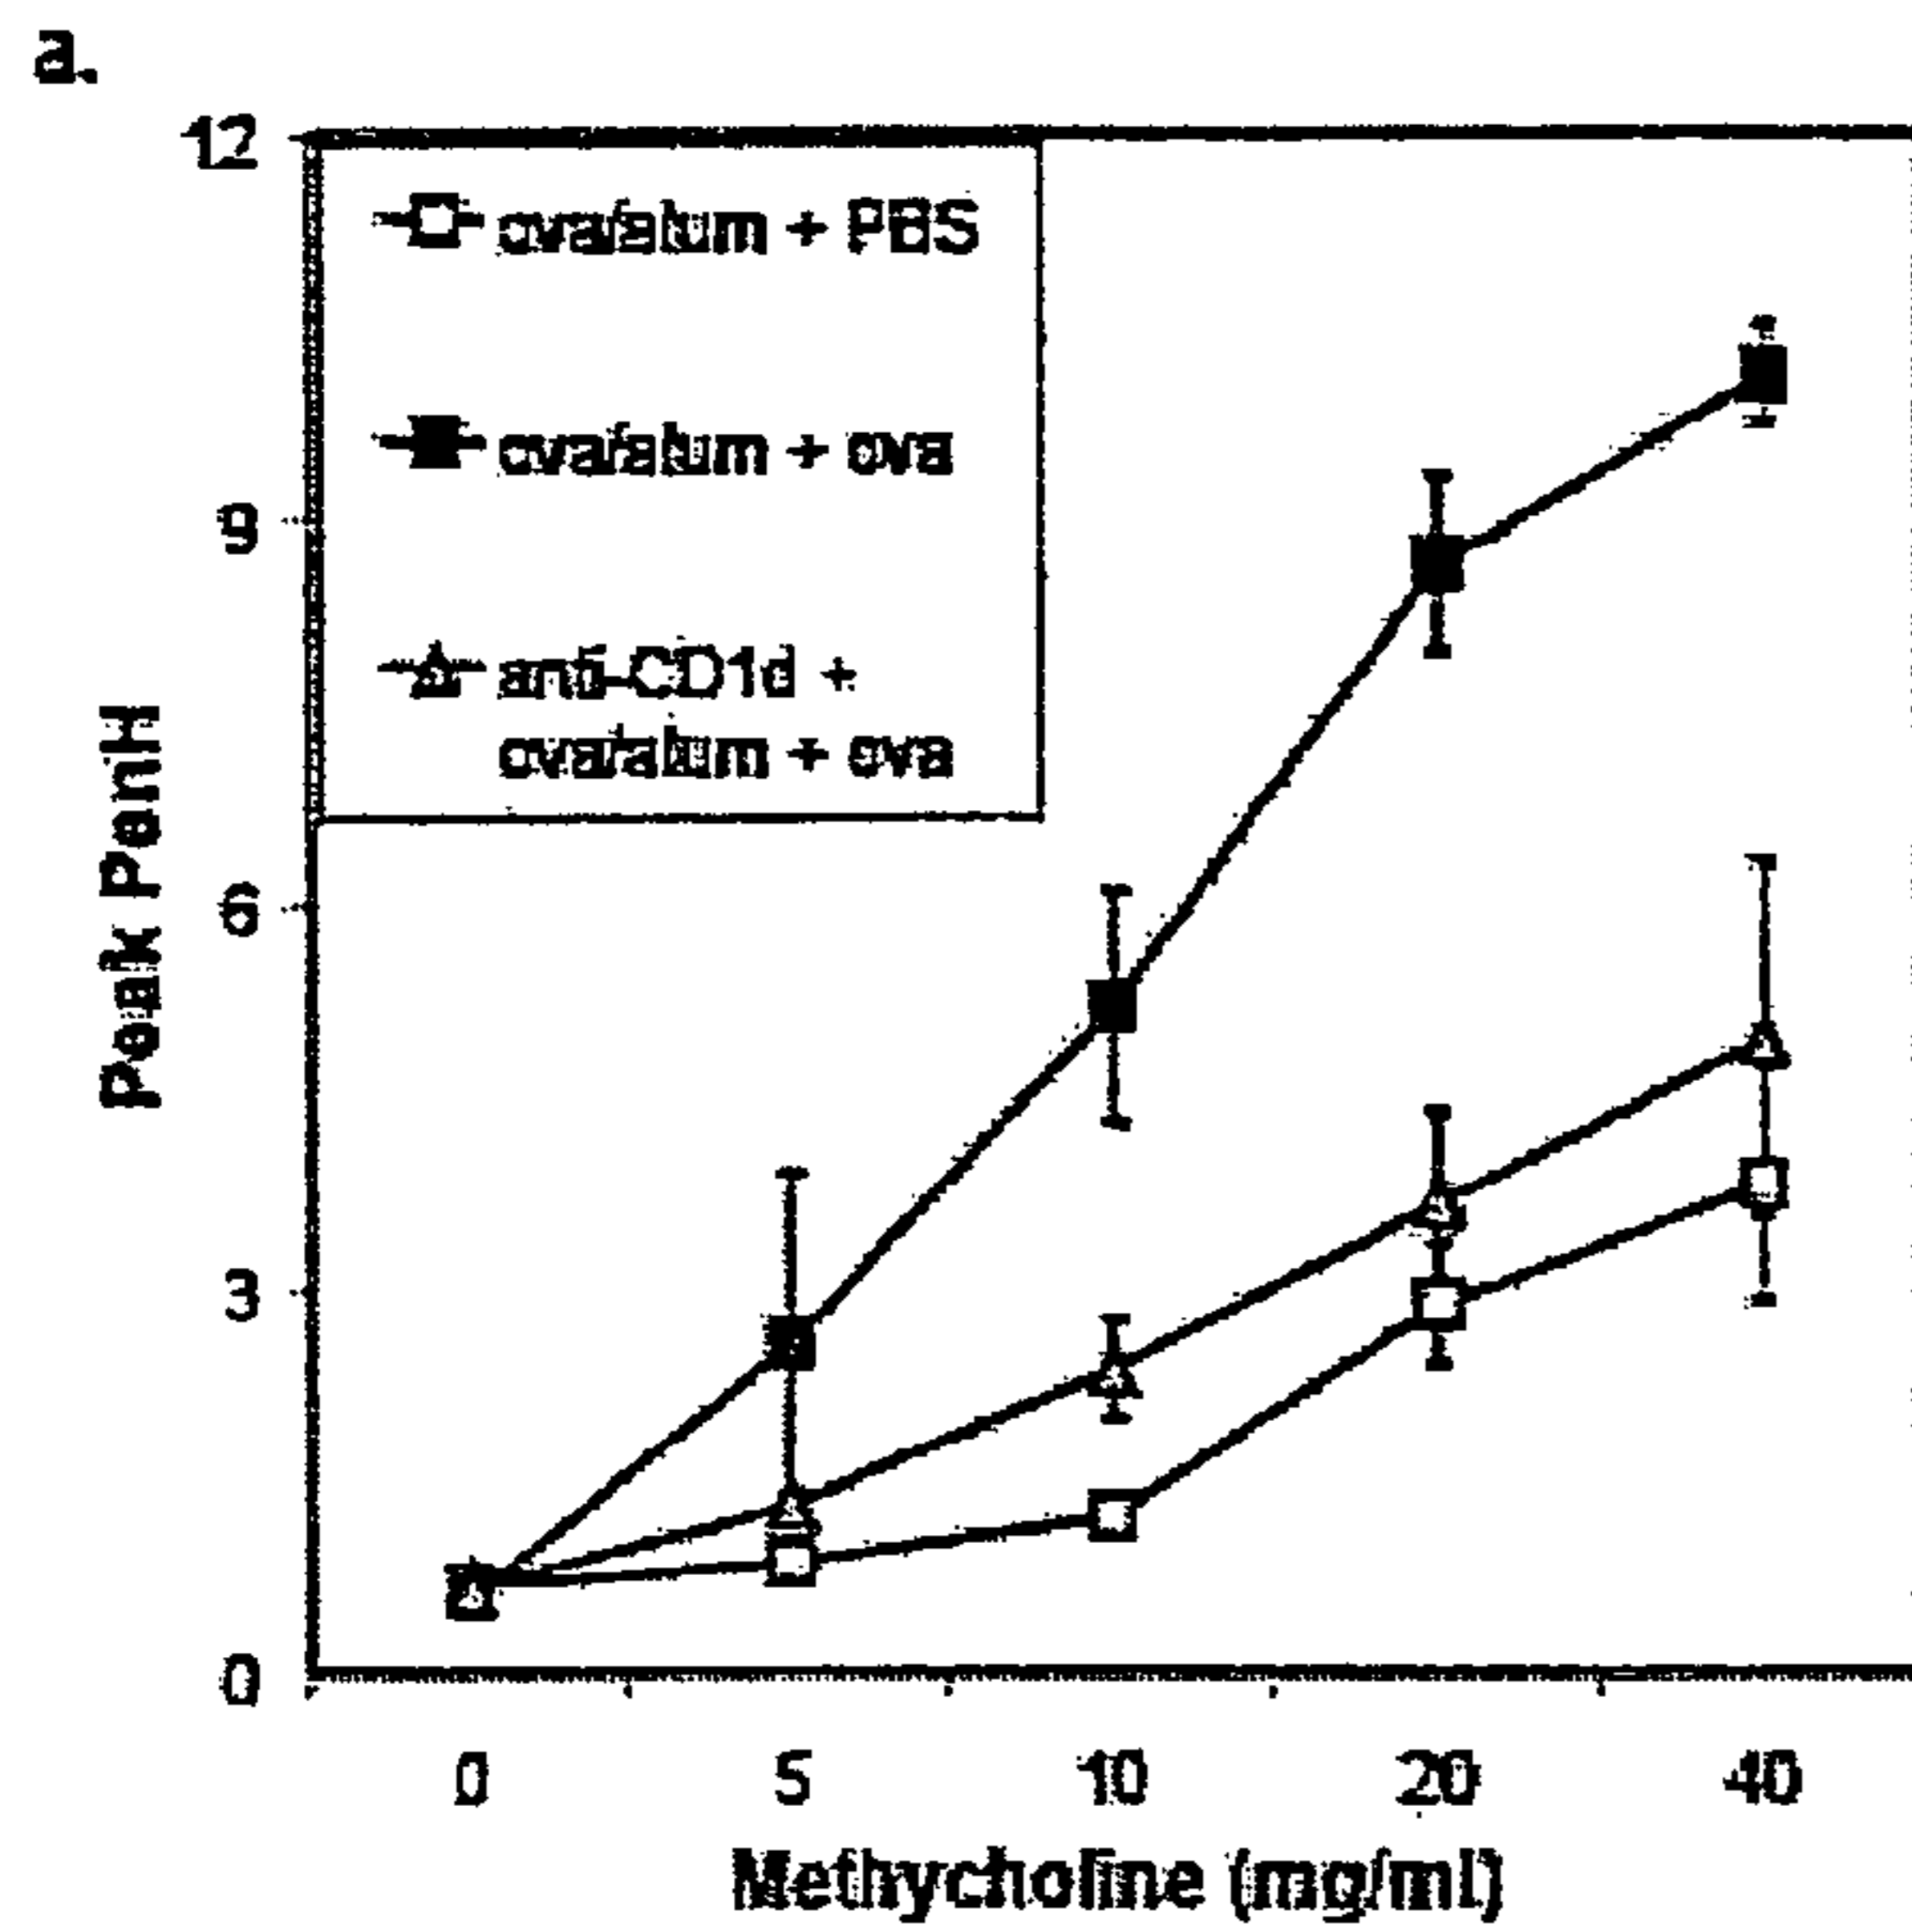 a.
12
ova/alum + PBS
ova/alum + ova
9
anti-CD1d +
ova/alum + ova
Peak PenH
6
3
0
0 5 10 20 40
Methycholine (mg/ml)